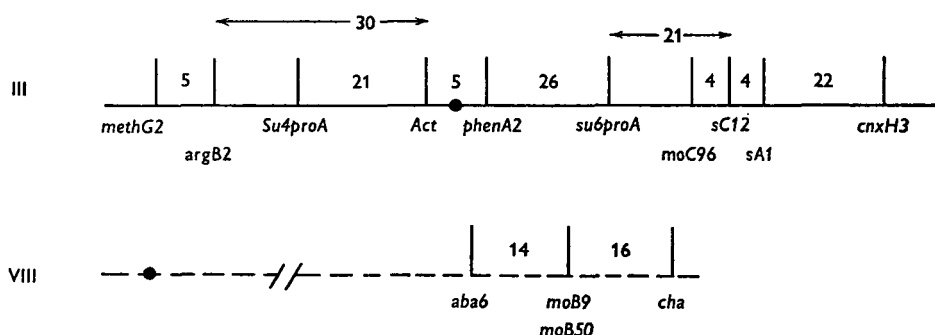 30
21
III
5
21
5
26
4
4
22
methG2
Su4proA
Act
phenA2
su6proA
sC12
cnxH3
argB2
moC96
sA1
14
16
VIII
aba6
moB9
cha
moB50